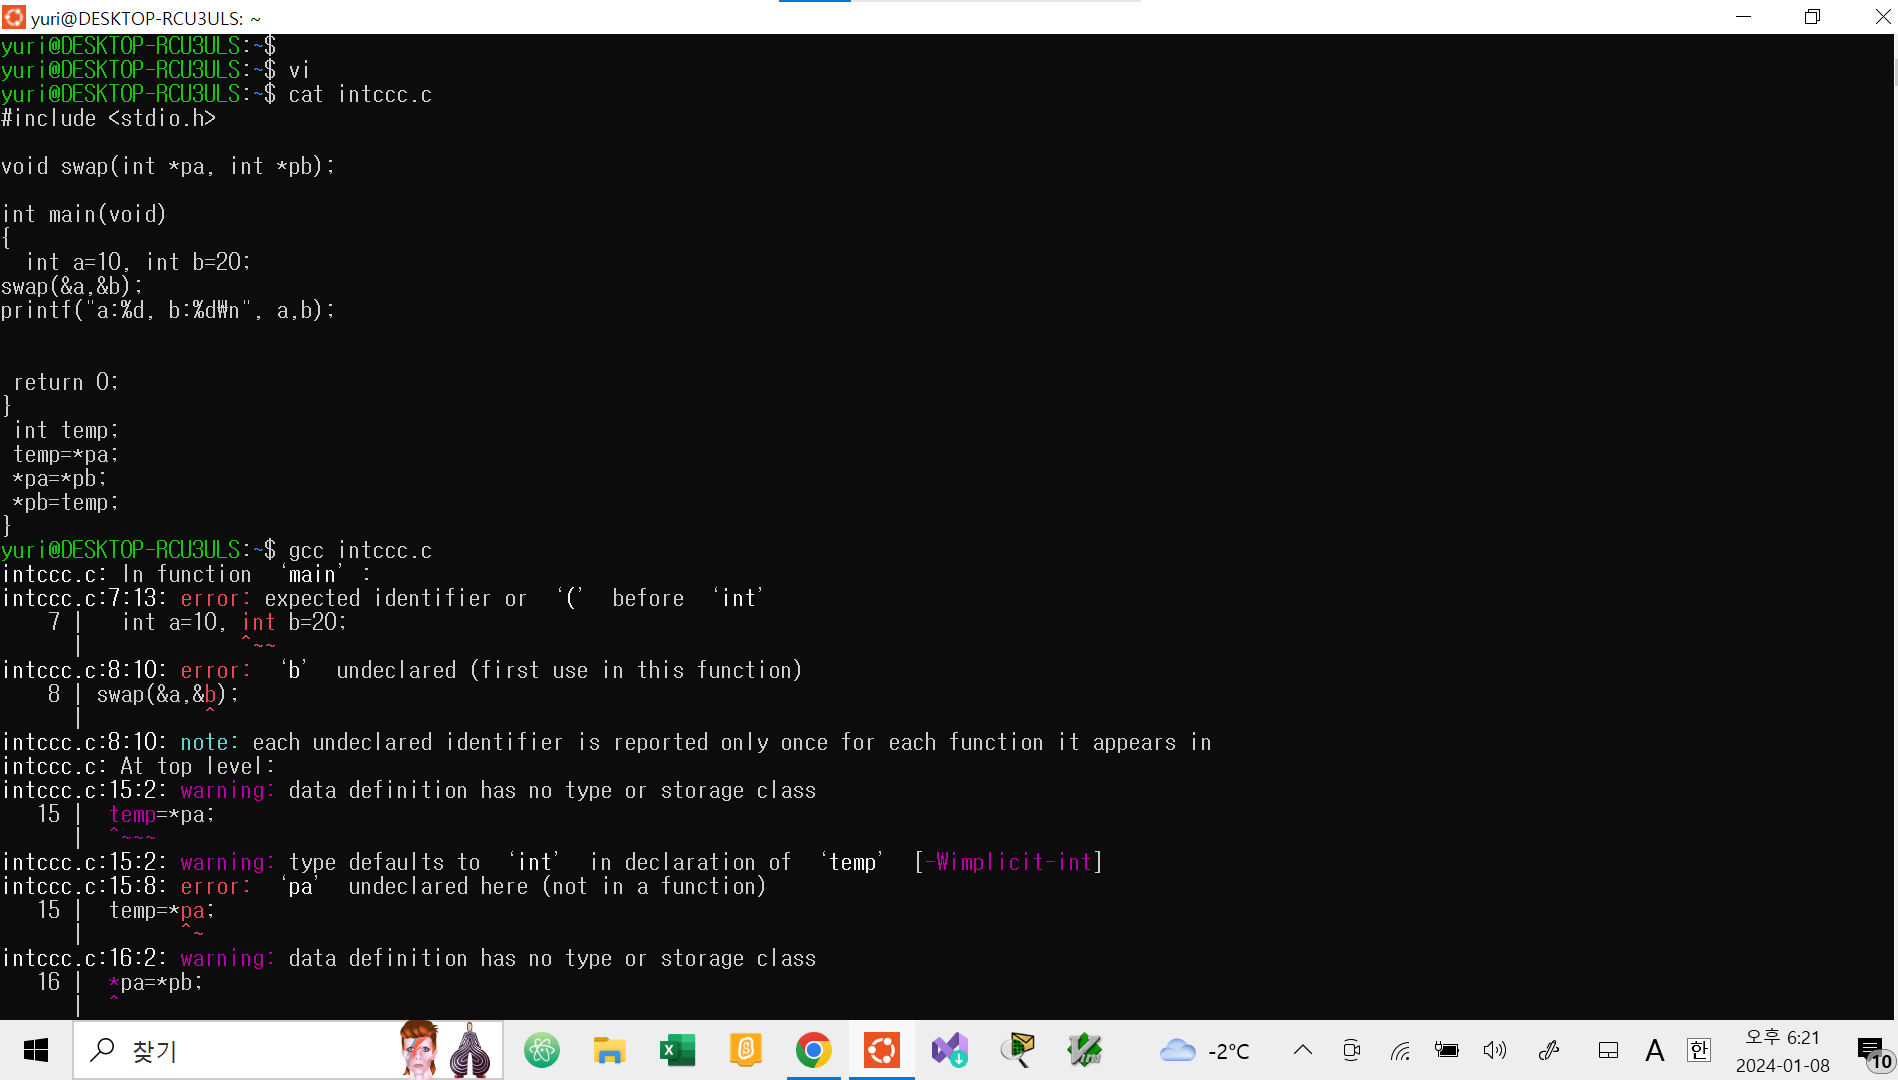 yuri@DESKTOP-RCU3ULS: ~
yuri@DESKTOP-RCU3ULS:~$
yuri@DESKTOP-RCU3ULS:~$ vi
yuri@DESKTOP-RCU3ULS:~$ cat intccc.c
#include <stdio.h>
void swap(int *pa, int *pb);
int main(void)
{
int a=10, int b=20;
swap(&a,&b);
printf("a:%d, b:%d₩n", a,b);
return 0;
}
int temp;
temp=*pa;
*pa=*pb;
*pb=temp;
}
yuri@DESKTOP-RCU3ULS:~$ gcc intccc.c
intccc.c: In function ‘main’ :
intccc.c:7:13: error: expected identifier or ‘(’ before ‘int’
7 | int a=10, int b=20;
| ^~~
intccc.c:8:10: error: ‘b’ undeclared (first use in this function)
8 | swap(&a,&b);
| ^
intccc.c:8:10: note: each undeclared identifier is reported only once for each function it appears in
intccc.c: At top level:
intccc.c:15:2: warning: data definition has no type or storage class
15 | temp=*pa;
| ^~~~
intccc.c:15:2: warning: type defaults to ‘int’ in declaration of ‘temp’ [-Wimplicit-int]
intccc.c:15:8: error: ‘pa’ undeclared here (not in a function)
15 | temp=*pa;
| ^~
intccc.c:16:2: warning: data definition has no type or storage class
16 | *pa=*pb;
| ^
찾기
-2°C
A
한
오후 6:21
2024-01-08
10